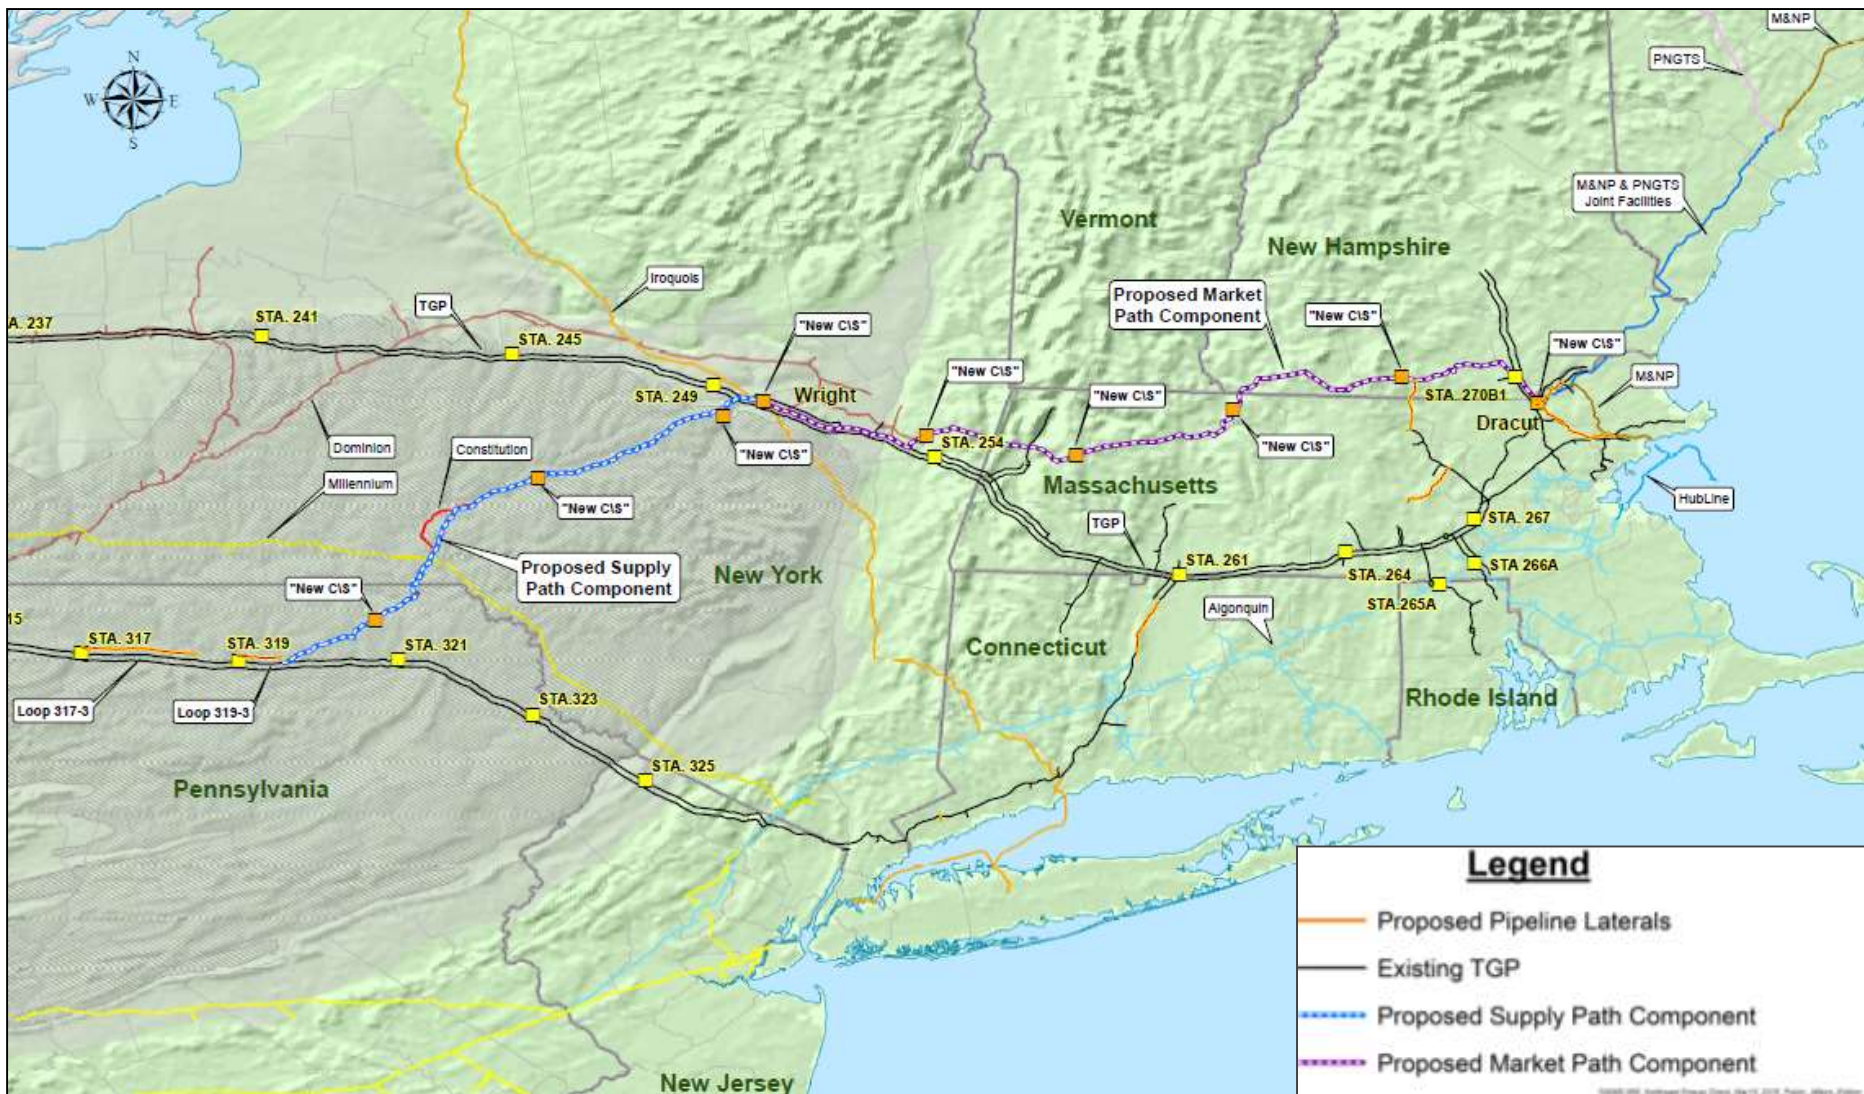 M&NP
PNGTS
N
W
E
S
M&NP & PNGTS
Joint Facilities
Vermont
New Hampshire
Iroquois
TGP
Proposed Market
Path Component
"New C\S"
"New C\S"
A. 237
STA. 241
STA. 245
"New C\S"
"New C\S"
M&NP
STA. 249
Wright
"New C\S"
STA. 270B1
Dracut
Dominion
Constitution
"New C\S"
STA. 254
"New C\S"
Millennium
"New C\S"
Massachusetts
HubLine
TGP
STA. 267
Proposed Supply
Path Component
New York
STA. 261
STA. 264
STA 266A
"New C\S"
STA.265A
Algonquin
15
STA. 317
STA. 319
STA. 321
Connecticut
Loop 317-3
Loop 319-3
STA.323
Rhode Island
STA. 325
Pennsylvania
New Jersey
Legend
Proposed Pipeline Laterals
Existing TGP
Proposed Supply Path Component
Proposed Market Path Component